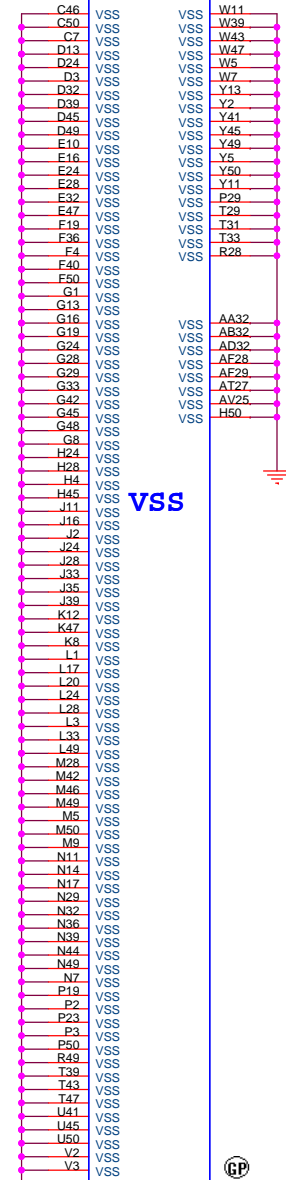 C46 VSS VSS W11
C50 VSS VSS W39
C7 VSS VSS W43
D13 VSS VSS W47
D24 VSS VSS W5
D3 VSS VSS W7
D32 VSS VSS Y13
D39 VSS VSS Y2
D45 VSS VSS Y41
D49 VSS VSS Y45
E10 VSS VSS Y49
E16 VSS VSS Y5
E24 VSS VSS Y50
E28 VSS VSS Y11
E32 VSS VSS P29
E47 VSS VSS T29
F19 VSS VSS T31
F36 VSS VSS T33
F4 VSS VSS R28
F40 VSS
F50 VSS
G1 VSS
G13 VSS
G16 VSS VSS AA32
G19 VSS VSS AB32
G24 VSS VSS AD32
G28 VSS VSS AF28
G29 VSS VSS AF29
G33 VSS VSS AT27
G42 VSS VSS AV25
G45 VSS VSS H50
G48 VSS
G8 VSS
H24 VSS
H28 VSS
H4 VSS
H45 VSS
VSS
J11 VSS
J16 VSS
J2 VSS
J24 VSS
J28 VSS
J33 VSS
J35 VSS
J39 VSS
K12 VSS
K47 VSS
K8 VSS
L1 VSS
L17 VSS
L20 VSS
L24 VSS
L28 VSS
L3 VSS
L33 VSS
L49 VSS
M28 VSS
M42 VSS
M46 VSS
M49 VSS
M5 VSS
M50 VSS
M9 VSS
N11 VSS
N14 VSS
N17 VSS
N29 VSS
N32 VSS
N36 VSS
N39 VSS
N44 VSS
N49 VSS
N7 VSS
P19 VSS
P2 VSS
P23 VSS
P3 VSS
P50 VSS
R49 VSS
T39 VSS
T43 VSS
T47 VSS
U41 VSS
U45 VSS
U50 VSS
V2 VSS
V3 VSS
GP